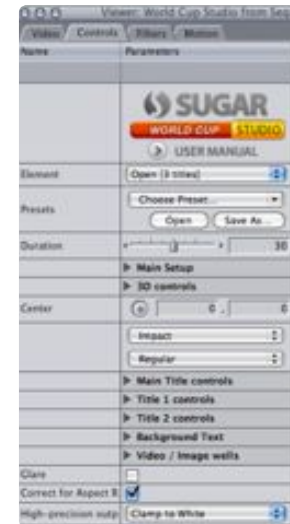 Viewer: World Cup Studio from Seq
Video Controls Filters Motion
Name Parameters
SUGAR
WORLD CUP STUDIO
USER MANUAL
Element Open [3 titles]
Presets Choose Preset...
Open Save As...
Duration 30
Main Setup
3D controls
Center 0 , 0
Impact
Regular
Main Title controls
Title 1 controls
Title 2 controls
Background Text
Video / Image wells
Glare
Correct for Aspect R
High-precision outp Clamp to White